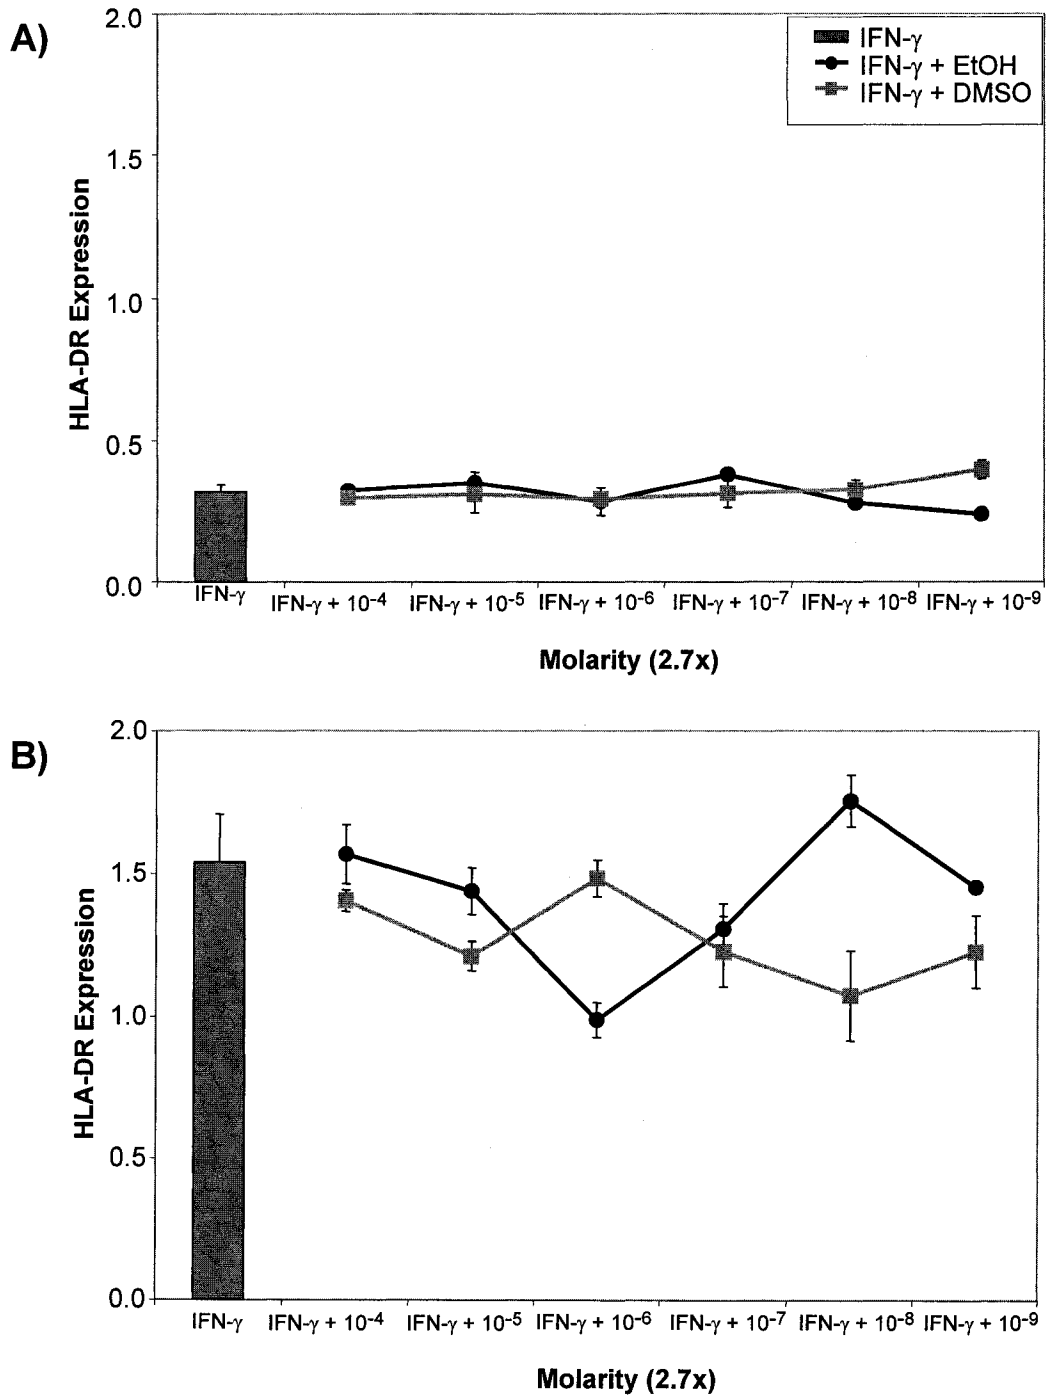 A)
2.0
1.5
1.0
0.5
0.0
HLA-DR Expression
IFN-γ
IFN-γ + EtOH
IFN-γ + DMSO
IFN-γ IFN-γ + 10-4 IFN-γ + 10-5 IFN-γ + 10-6 IFN-γ + 10-7 IFN-γ + 10-8 IFN-γ + 10-9
Molarity (2.7x)
B)
2.0
1.5
1.0
0.5
0.0
HLA-DR Expression
IFN-γ IFN-γ + 10-4 IFN-γ + 10-5 IFN-γ + 10-6 IFN-γ + 10-7 IFN-γ + 10-8 IFN-γ + 10-9
Molarity (2.7x)